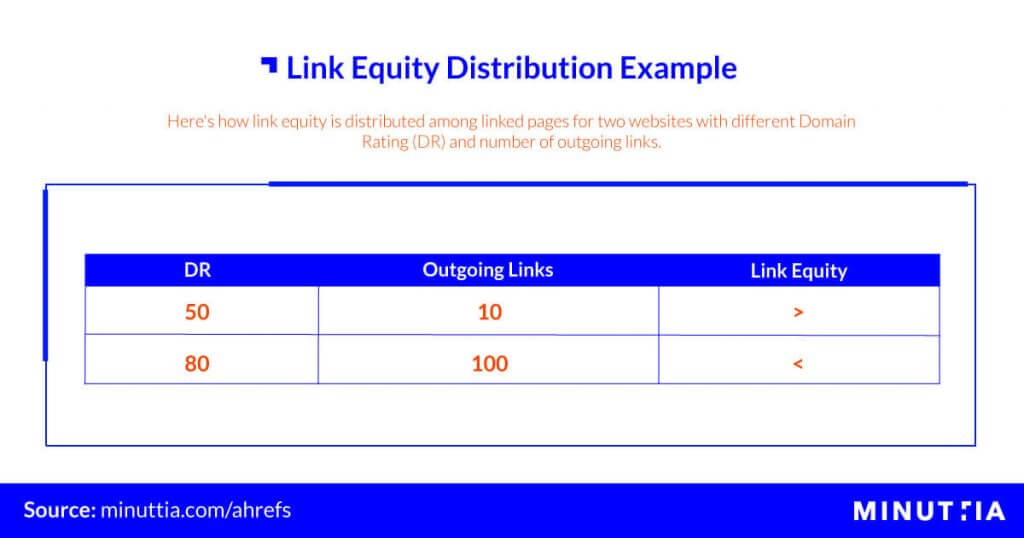 Link Equity Distribution Example
Here's how link equity is distributed among linked pages for two websites with different Domain
Rating (DR) and number of outgoing links.
DR Outgoing Links Link Equity
50 10 >
80 100 <
Source: minuttia.com/ahrefs MINUTTIA